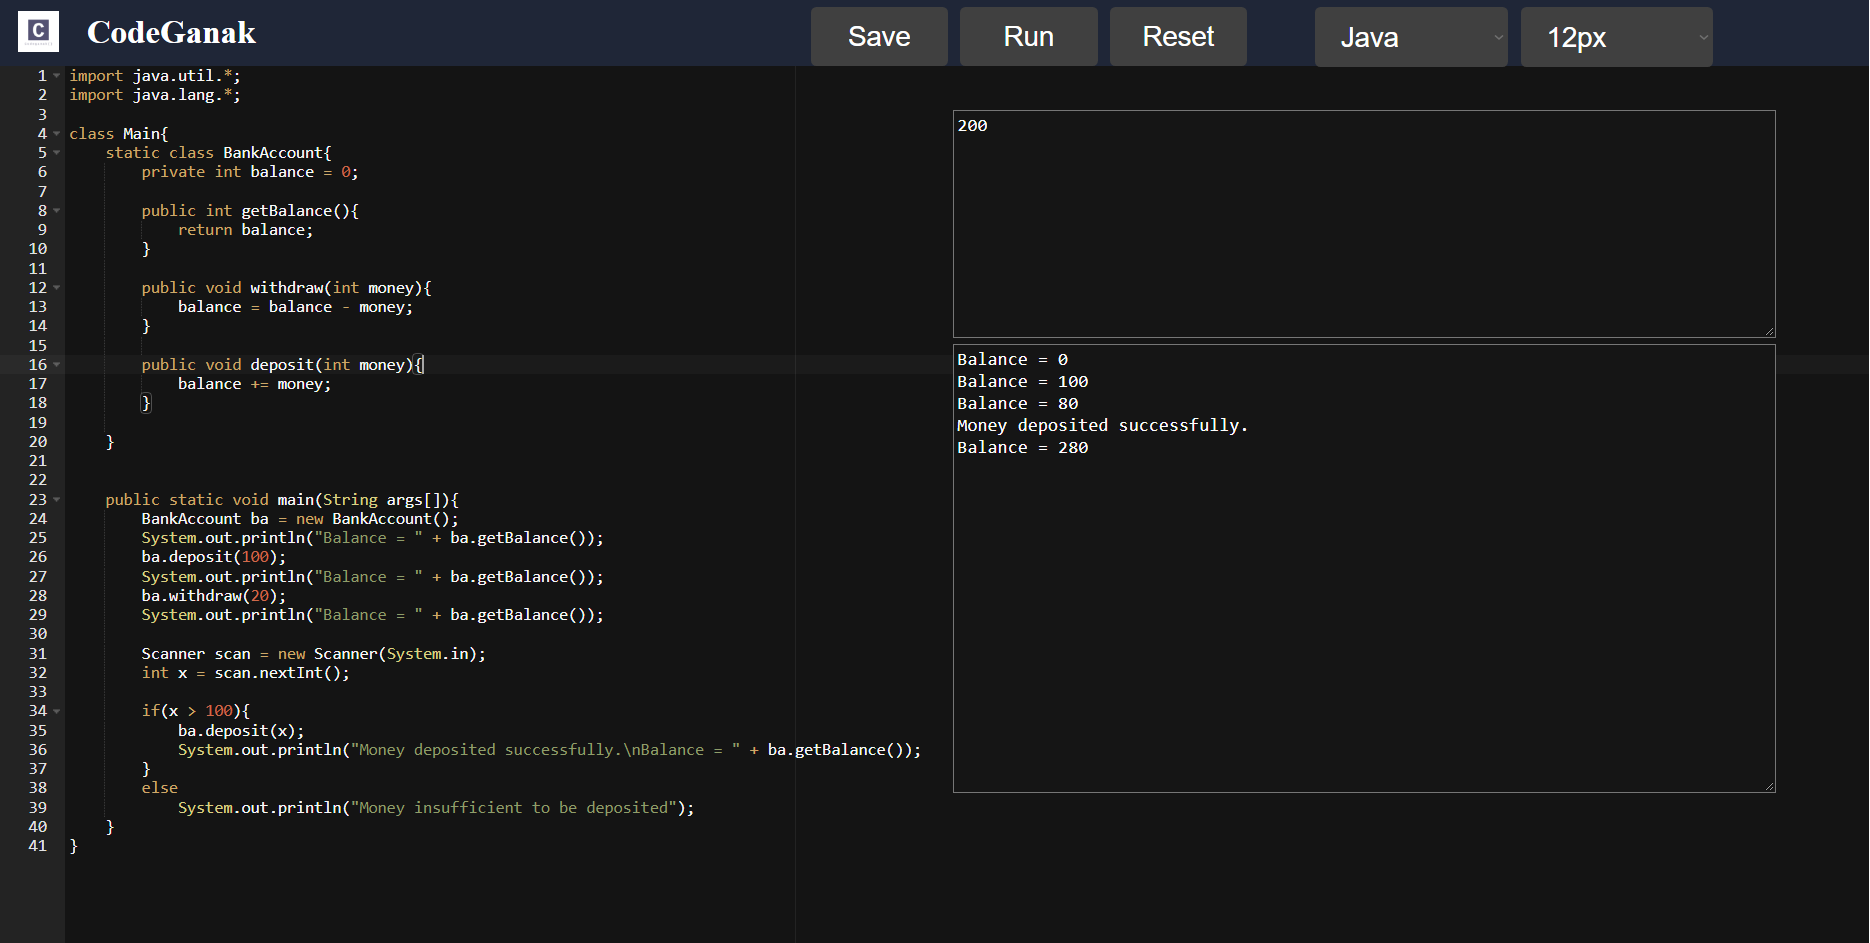 C
CodeGanak
Save
Run
Reset
Java
12px
1 import java.util.*;
2 import java.lang.*;
3
4 class Main{
5     static class BankAccount{
6         private int balance = 0;
7
8         public int getBalance(){
9             return balance;
10         }
11
12         public void withdraw(int money){
13             balance = balance - money;
14         }
15
16         public void deposit(int money){
17             balance += money;
18         }
19
20     }
21
22
23     public static void main(String args[]){
24         BankAccount ba = new BankAccount();
25         System.out.println("Balance = " + ba.getBalance());
26         ba.deposit(100);
27         System.out.println("Balance = " + ba.getBalance());
28         ba.withdraw(20);
29         System.out.println("Balance = " + ba.getBalance());
30
31         Scanner scan = new Scanner(System.in);
32         int x = scan.nextInt();
33
34         if(x > 100){
35             ba.deposit(x);
36             System.out.println("Money deposited successfully.\nBalance = " + ba.getBalance());
37         }
38         else
39             System.out.println("Money insufficient to be deposited");
40     }
41 }
200
Balance = 0
Balance = 100
Balance = 80
Money deposited successfully.
Balance = 280